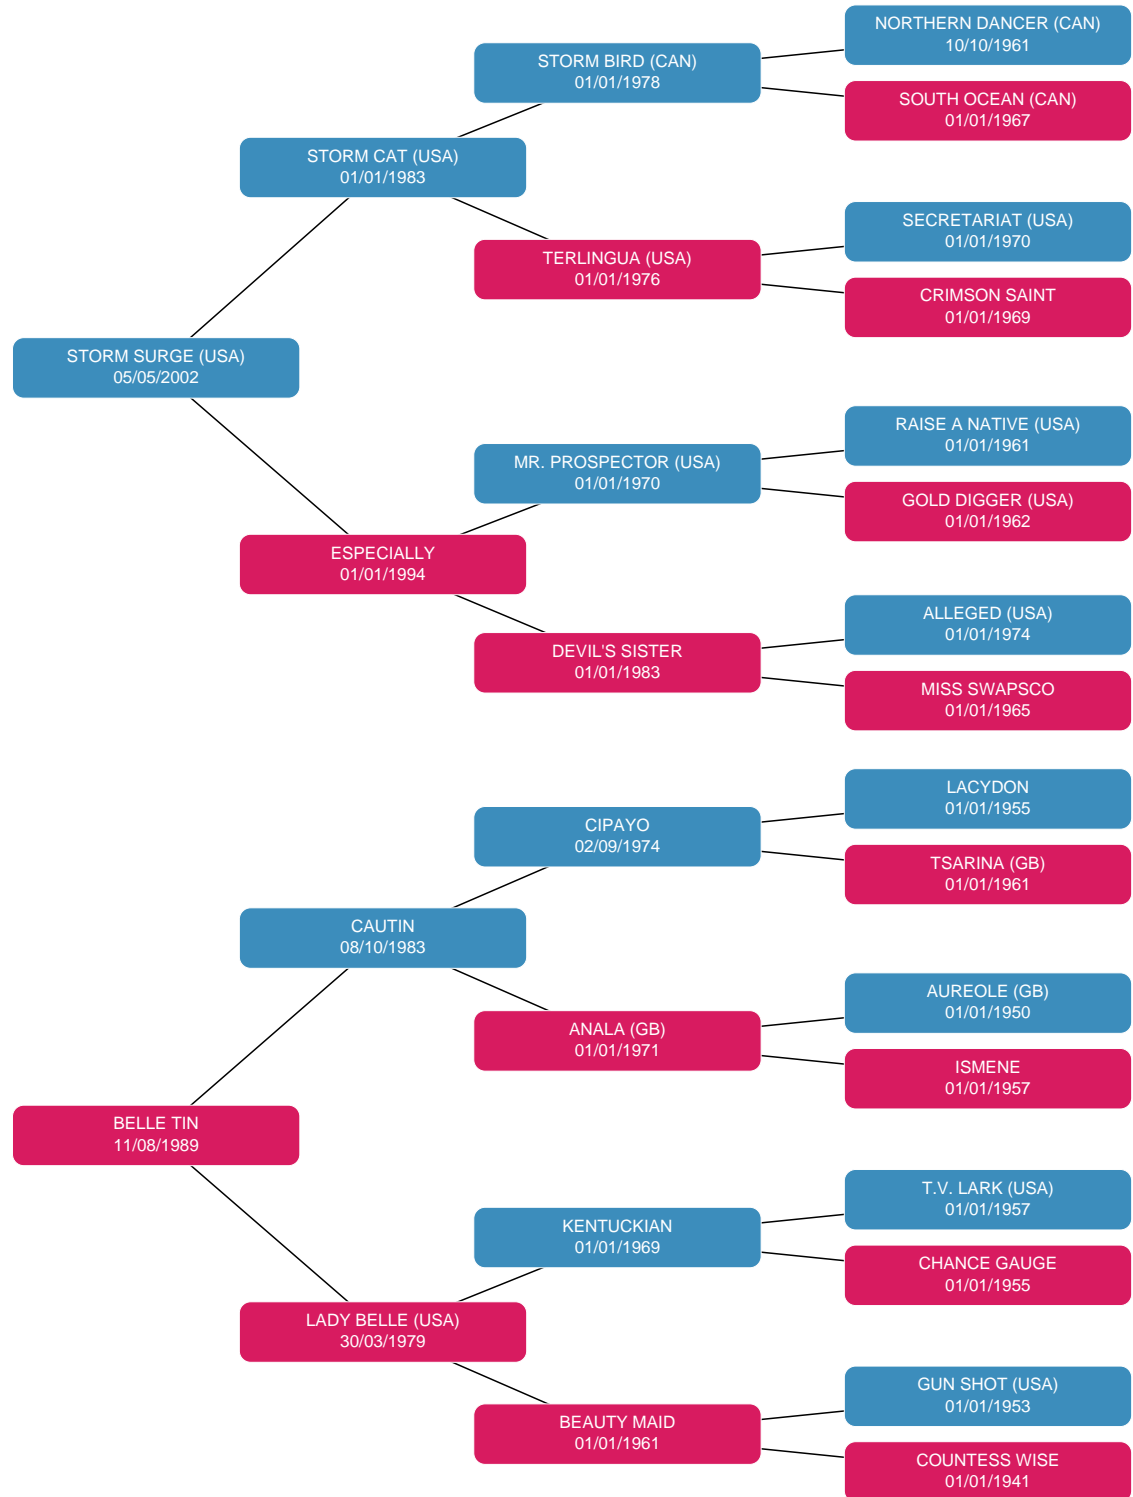 NORTHERN DANCER (CAN)
10/10/1961
STORM BIRD (CAN)
01/01/1978
SOUTH OCEAN (CAN)
01/01/1967
STORM CAT (USA)
01/01/1983
SECRETARIAT (USA)
01/01/1970
TERLINGUA (USA)
01/01/1976
CRIMSON SAINT
01/01/1969
STORM SURGE (USA)
05/05/2002
RAISE A NATIVE (USA)
01/01/1961
MR. PROSPECTOR (USA)
01/01/1970
GOLD DIGGER (USA)
01/01/1962
ESPECIALLY
01/01/1994
ALLEGED (USA)
01/01/1974
DEVIL'S SISTER
01/01/1983
MISS SWAPSCO
01/01/1965
LACYDON
01/01/1955
CIPAYO
02/09/1974
TSARINA (GB)
01/01/1961
CAUTIN
08/10/1983
AUREOLE (GB)
01/01/1950
ANALA (GB)
01/01/1971
ISMENE
01/01/1957
BELLE TIN
11/08/1989
T.V. LARK (USA)
01/01/1957
KENTUCKIAN
01/01/1969
CHANCE GAUGE
01/01/1955
LADY BELLE (USA)
30/03/1979
GUN SHOT (USA)
01/01/1953
BEAUTY MAID
01/01/1961
COUNTESS WISE
01/01/1941